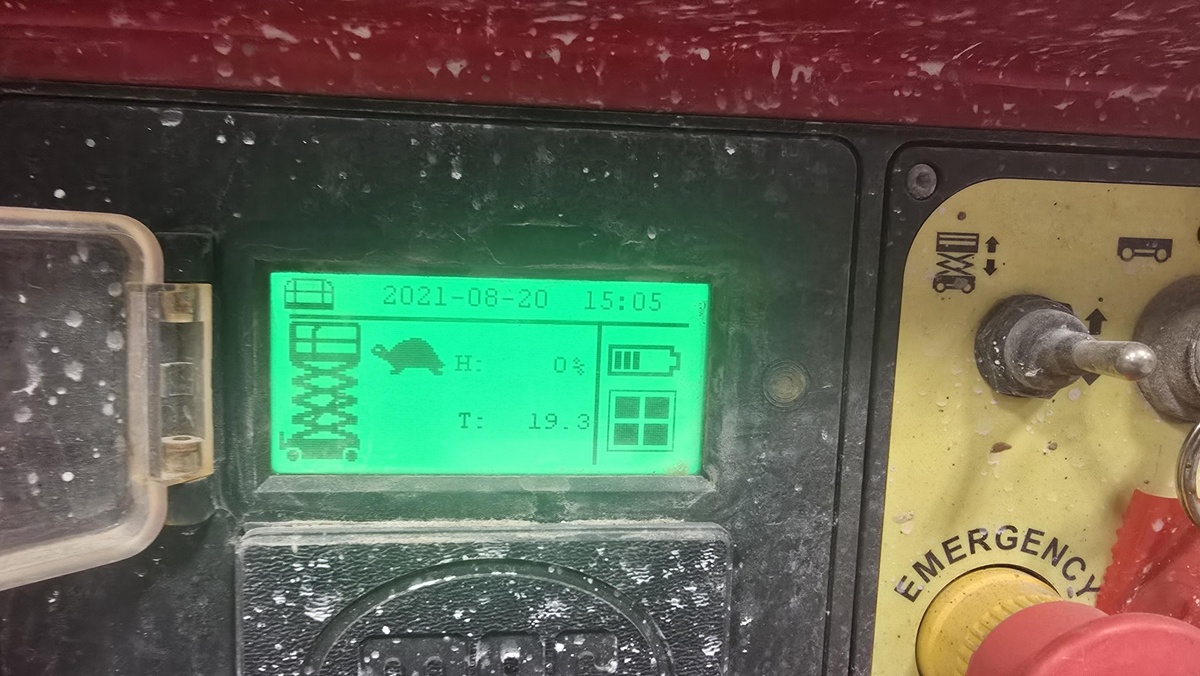 2021-08-20 15:05
H: 0%
T: 19.3
EMERGENCY